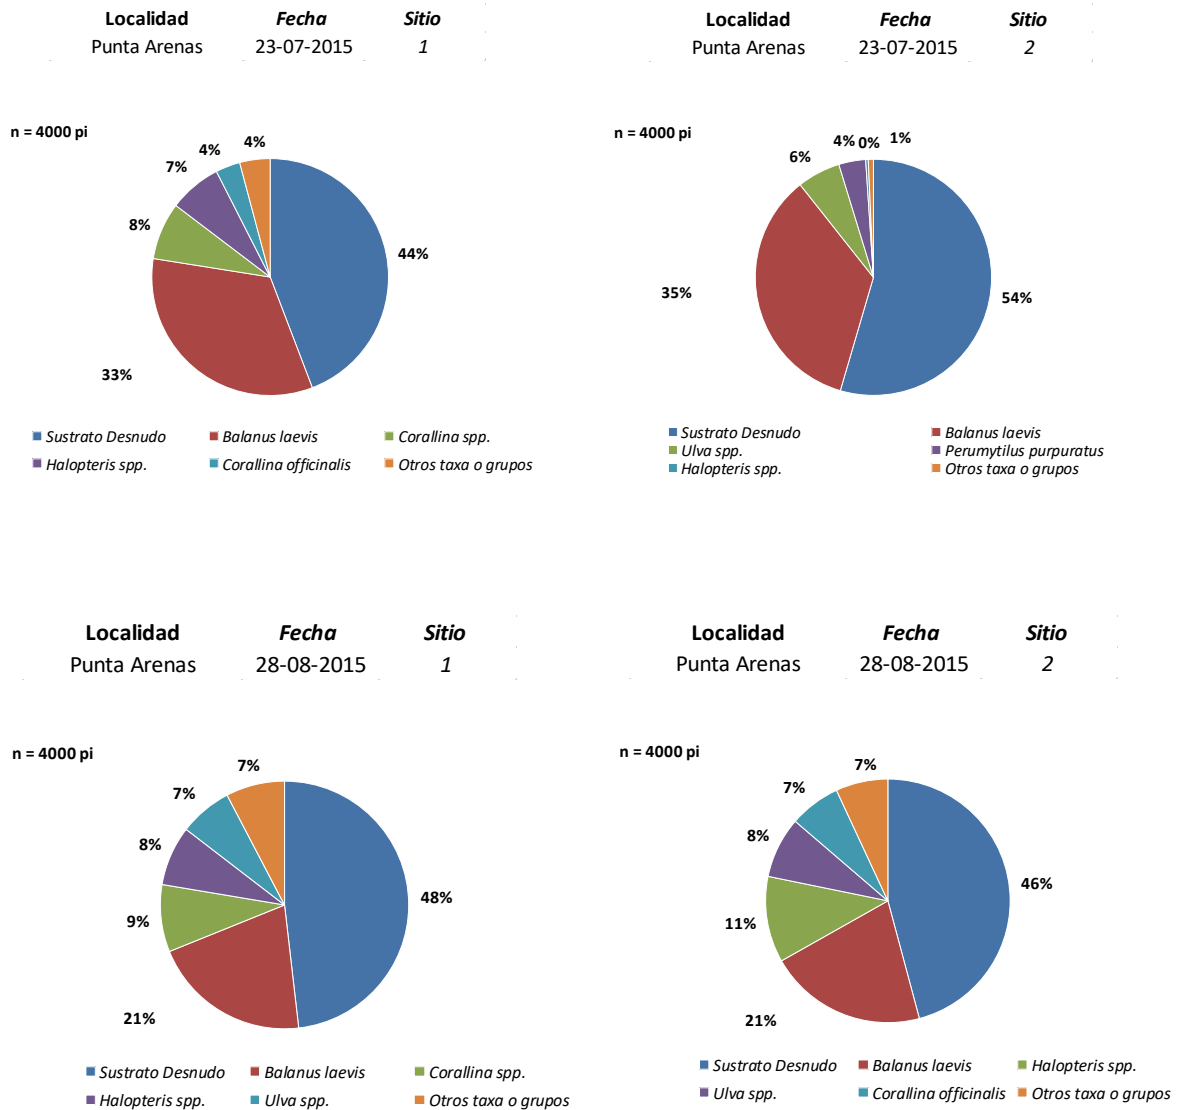 Localidad Fecha Sitio
Punta Arenas 23-07-2015 1
n = 4000 pi
4%
4%
7%
8%
44%
33%
Sustrato Desnudo Balanus laevis Corallina spp.
Halopteris spp. Corallina officinalis Otros taxa o grupos
Localidad Fecha Sitio
Punta Arenas 23-07-2015 2
n = 4000 pi
4% 0% 1%
6%
35%
54%
Sustrato Desnudo Balanus laevis
Ulva spp. Perumytilus purpuratus
Halopteris spp. Otros taxa o grupos
Localidad Fecha Sitio
Punta Arenas 28-08-2015 1
n = 4000 pi
7%
7%
8%
48%
9%
21%
Sustrato Desnudo Balanus laevis Corallina spp.
Halopteris spp. Ulva spp. Otros taxa o grupos
Localidad Fecha Sitio
Punta Arenas 28-08-2015 2
n = 4000 pi
7%
7%
8%
46%
11%
21%
Sustrato Desnudo Balanus laevis Halopteris spp.
Ulva spp. Corallina officinalis Otros taxa o grupos